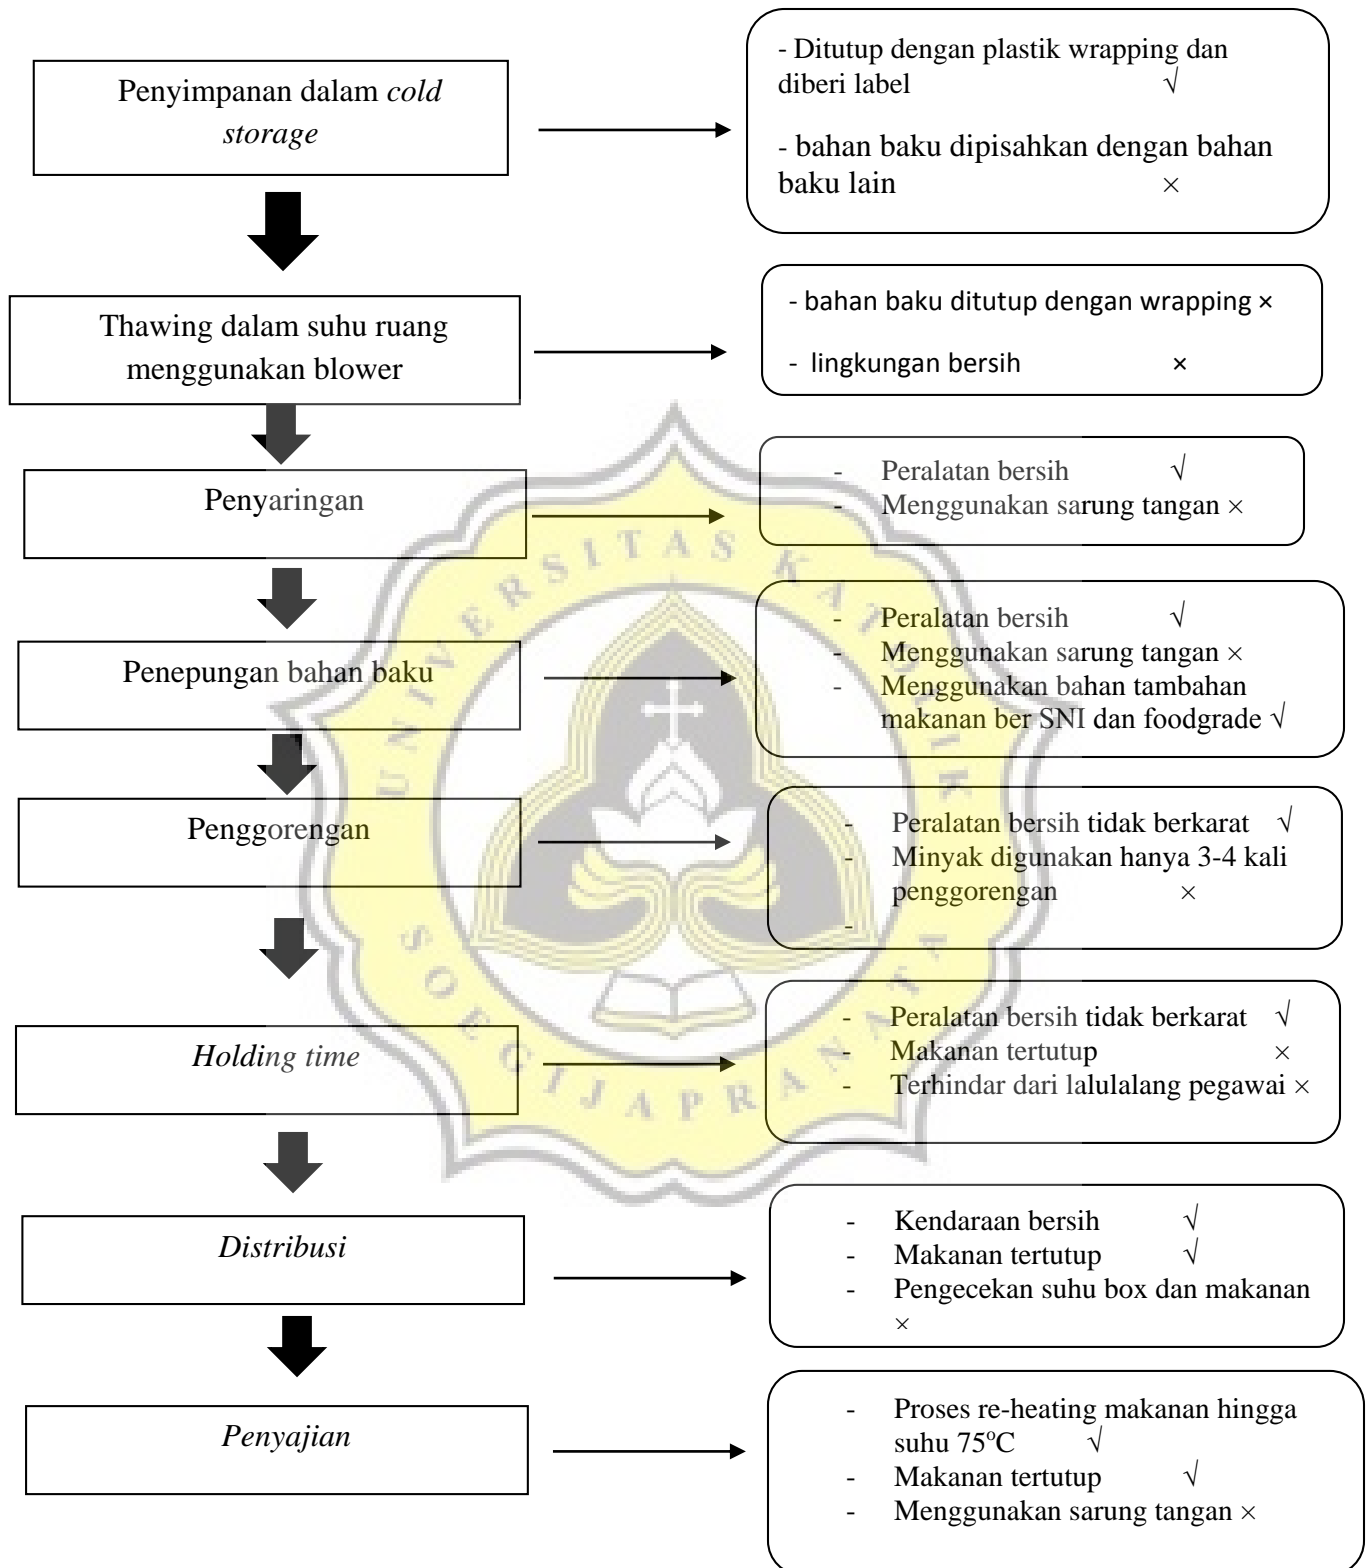 Penyimpanan dalam cold
storage
- Ditutup dengan plastik wrapping dan
diberi label √
- bahan baku dipisahkan dengan bahan
baku lain ×
Thawing dalam suhu ruang
menggunakan blower
- bahan baku ditutup dengan wrapping ×
- lingkungan bersih ×
Penyaringan
- Peralatan bersih √
- Menggunakan sarung tangan ×
Penepungan bahan baku
- Peralatan bersih √
- Menggunakan sarung tangan ×
- Menggunakan bahan tambahan
makanan ber SNI dan foodgrade √
Penggorengan
- Peralatan bersih tidak berkarat √
- Minyak digunakan hanya 3-4 kali
penggorengan ×
-
Holding time
- Peralatan bersih tidak berkarat √
- Makanan tertutup ×
- Terhindar dari lalulalang pegawai ×
Distribusi
- Kendaraan bersih √
- Makanan tertutup √
- Pengecekan suhu box dan makanan
×
Penyajian
- Proses re-heating makanan hingga
suhu 75°C √
- Makanan tertutup √
- Menggunakan sarung tangan ×
UNIVERSITAS KATOLIK
SOEGIJAPRANATA